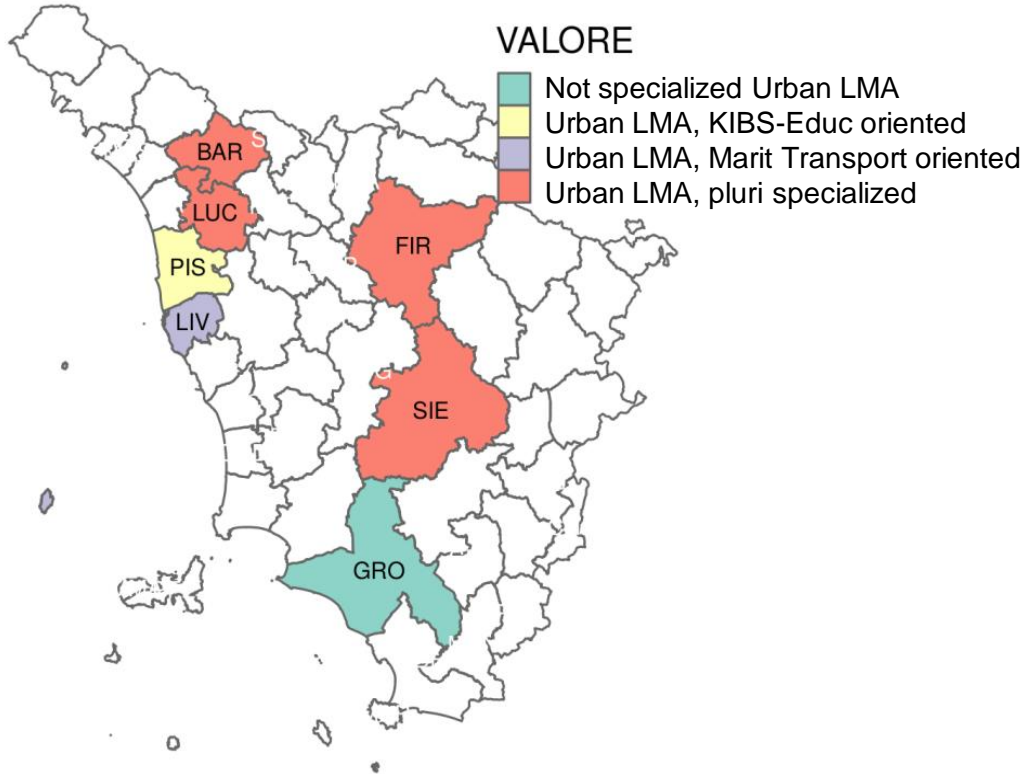 VALORE
Not specialized Urban LMA
Urban LMA, KIBS-Educ oriented
Urban LMA, Marit Transport oriented
Urban LMA, pluri specialized
BAR
LUC
FIR
PIS
LIV
SIE
GRO